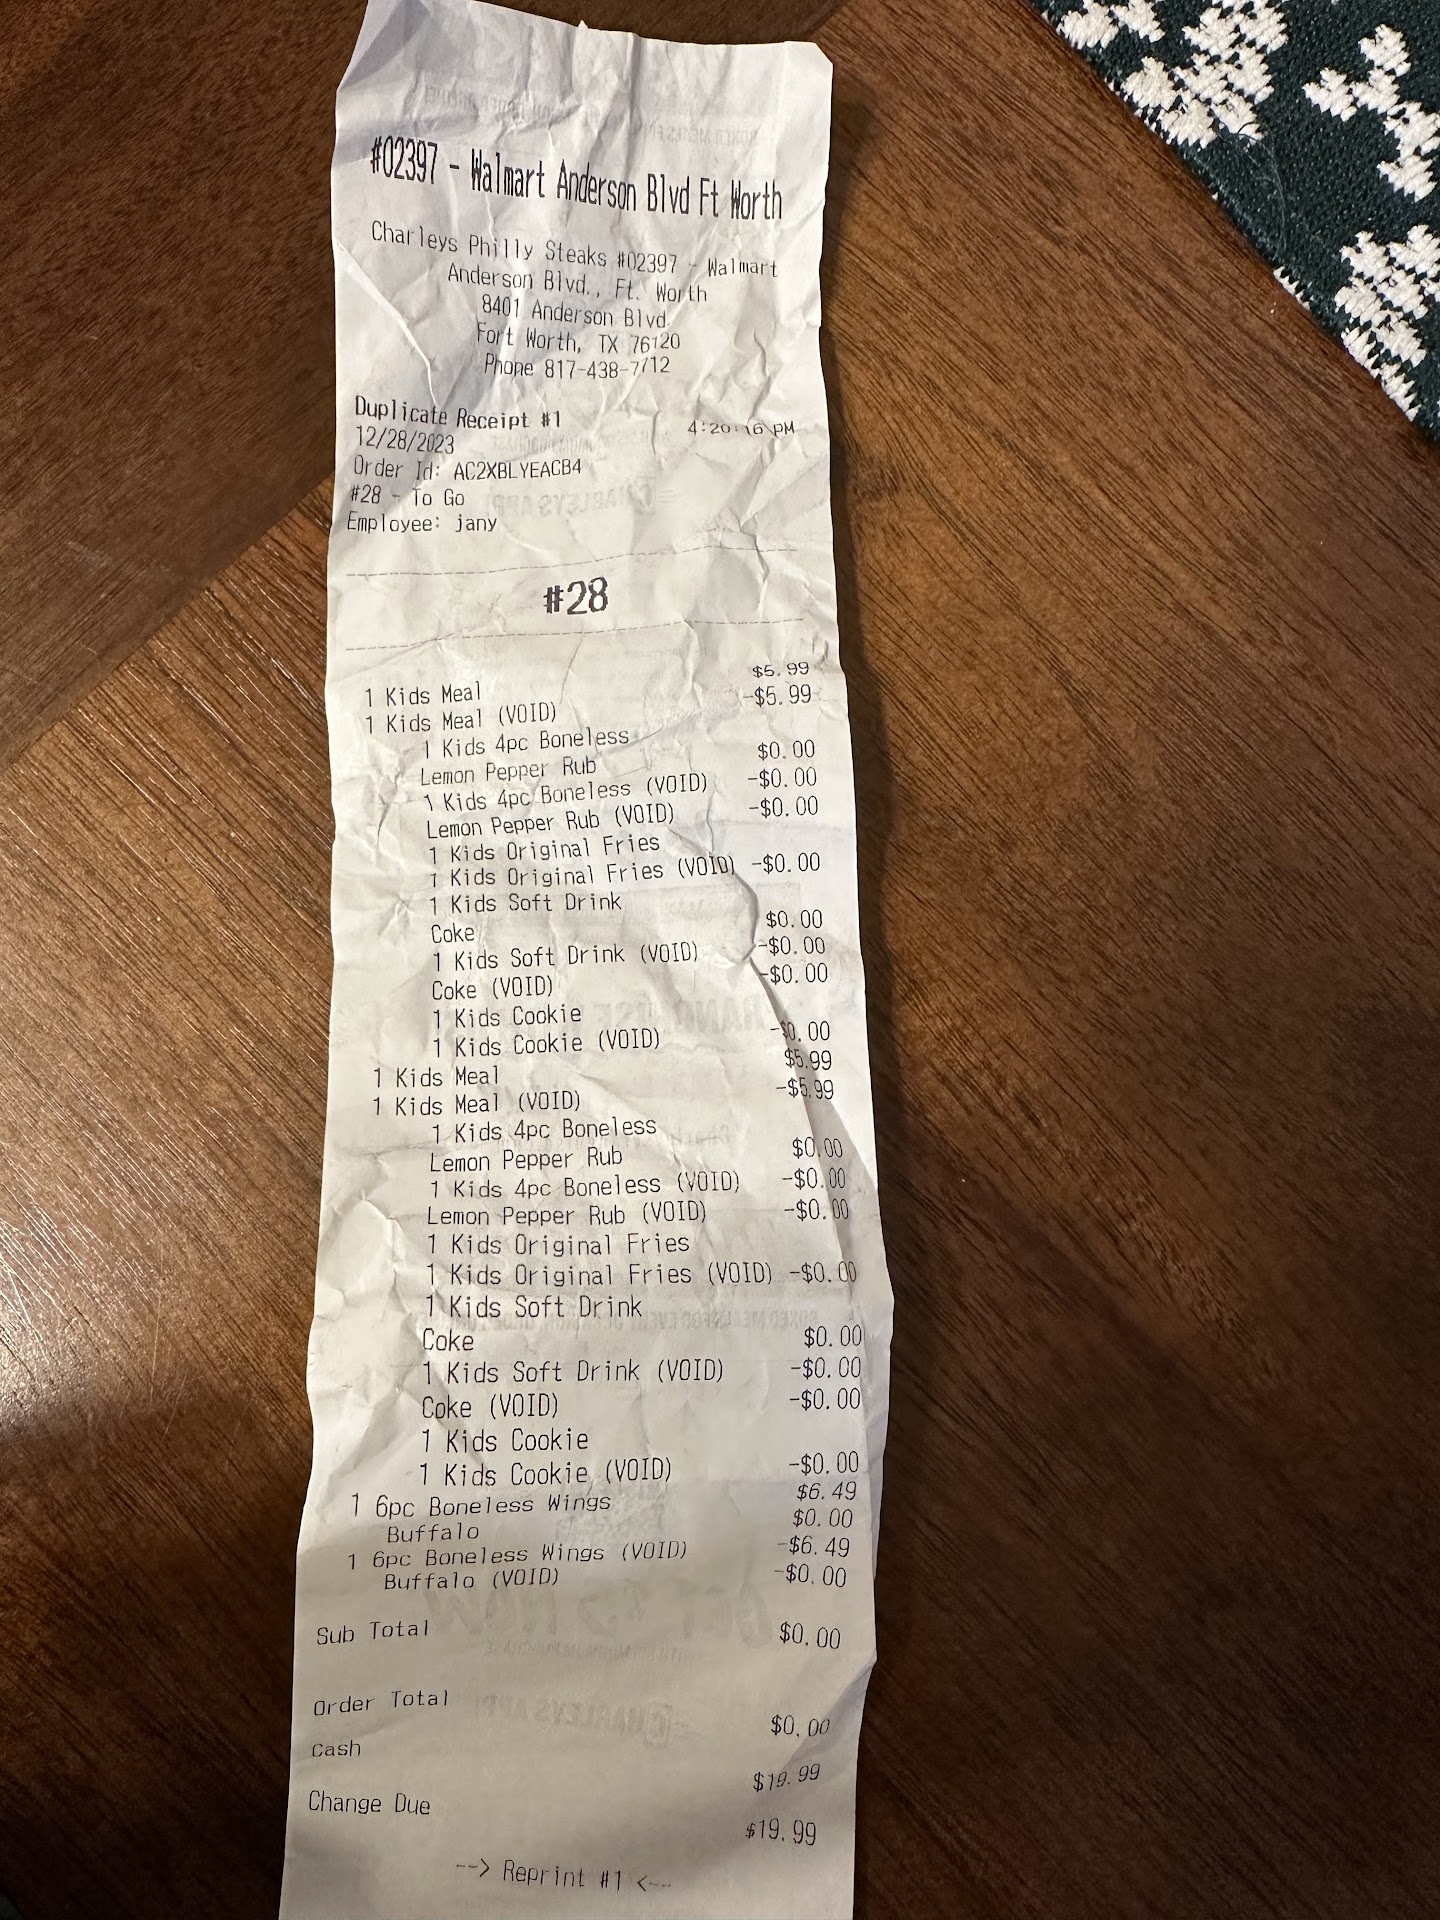 #02397 - Walmart Anderson Blvd Ft Worth
Charleys Philly Steaks #02397 - Walmart
Anderson Blvd., Ft. Worth
8401 Anderson Blvd.
Fort Worth, TX 76120
Phone 817-438-7712
Duplicate Receipt #1
12/28/2023 4:20:16 PM
Order Id: AC2XBLYEACB4
#28 - To Go
Employee: jany
#28
1 Kids Meal $5.99
1 Kids Meal (VOID) -$5.99
1 Kids 4pc Boneless
Lemon Pepper Rub $0.00
1 Kids 4pc Boneless (VOID) -$0.00
Lemon Pepper Rub (VOID) -$0.00
1 Kids Original Fries
1 Kids Original Fries (VOID) -$0.00
1 Kids Soft Drink
Coke $0.00
1 Kids Soft Drink (VOID) -$0.00
Coke (VOID) -$0.00
1 Kids Cookie
1 Kids Cookie (VOID) -$0.00
1 Kids Meal $5.99
1 Kids Meal (VOID) -$5.99
1 Kids 4pc Boneless
Lemon Pepper Rub $0.00
1 Kids 4pc Boneless (VOID) -$0.00
Lemon Pepper Rub (VOID) -$0.00
1 Kids Original Fries
1 Kids Original Fries (VOID) -$0.00
1 Kids Soft Drink
Coke $0.00
1 Kids Soft Drink (VOID) -$0.00
Coke (VOID) -$0.00
1 Kids Cookie
1 Kids Cookie (VOID) -$0.00
1 6pc Boneless Wings $6.49
Buffalo $0.00
1 6pc Boneless Wings (VOID) -$6.49
Buffalo (VOID) -$0.00
Sub Total $0.00
Order Total $0.00
Cash $19.99
Change Due $19.99
--> Reprint #1 <--